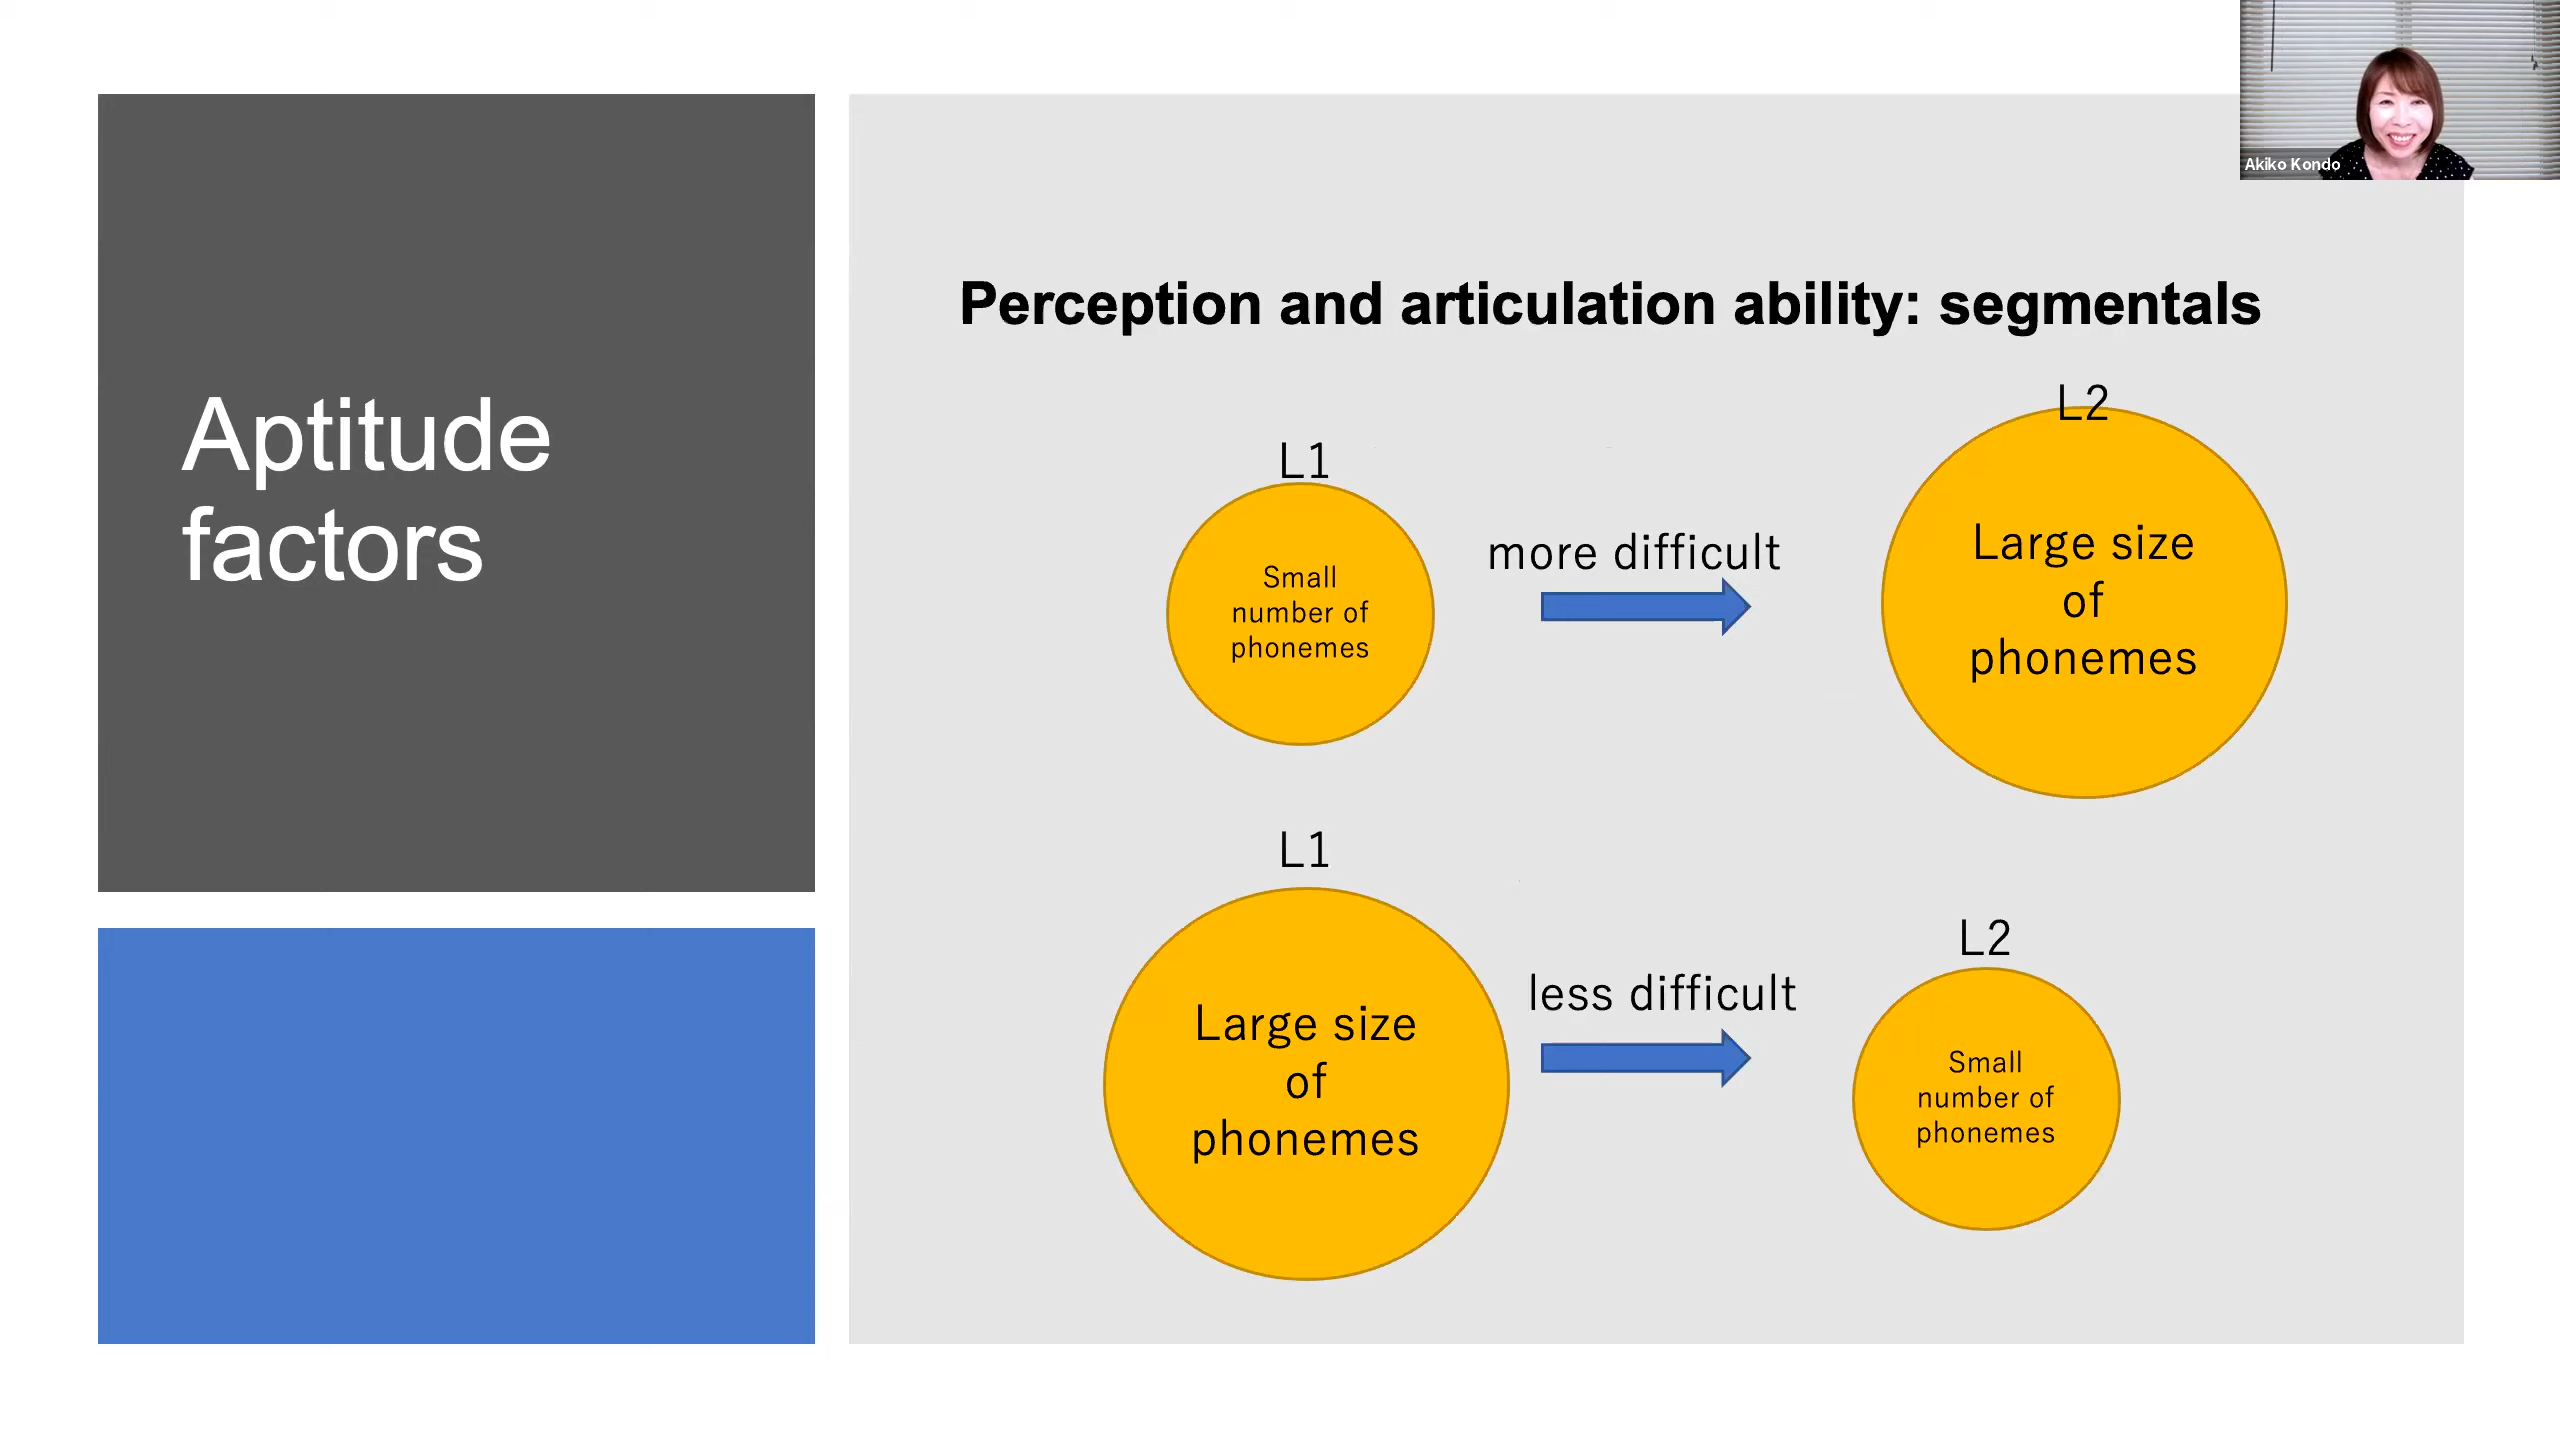 Akiko Kondo
Aptitude
factors
Perception and articulation ability: segmentals
L1
Small
number of
phonemes
more difficult
L2
Large size
of
phonemes
L1
Large size
of
phonemes
less difficult
L2
Small
number of
phonemes